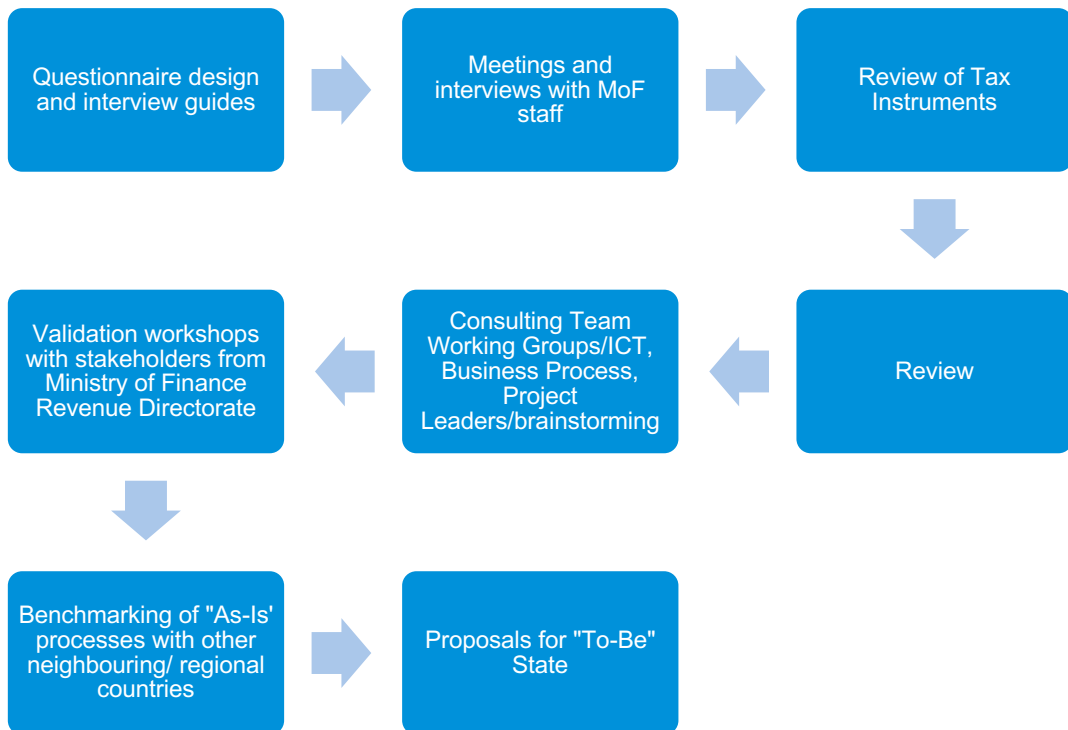 Questionnaire design
and interview guides
Meetings and
interviews with MoF
staff
Review of Tax
Instruments
Review
Consulting Team
Working Groups/ICT,
Business Process,
Project
Leaders/brainstorming
Validation workshops
with stakeholders from
Ministry of Finance
Revenue Directorate
Benchmarking of "As-Is'
processes with other
neighbouring/ regional
countries
Proposals for "To-Be"
State